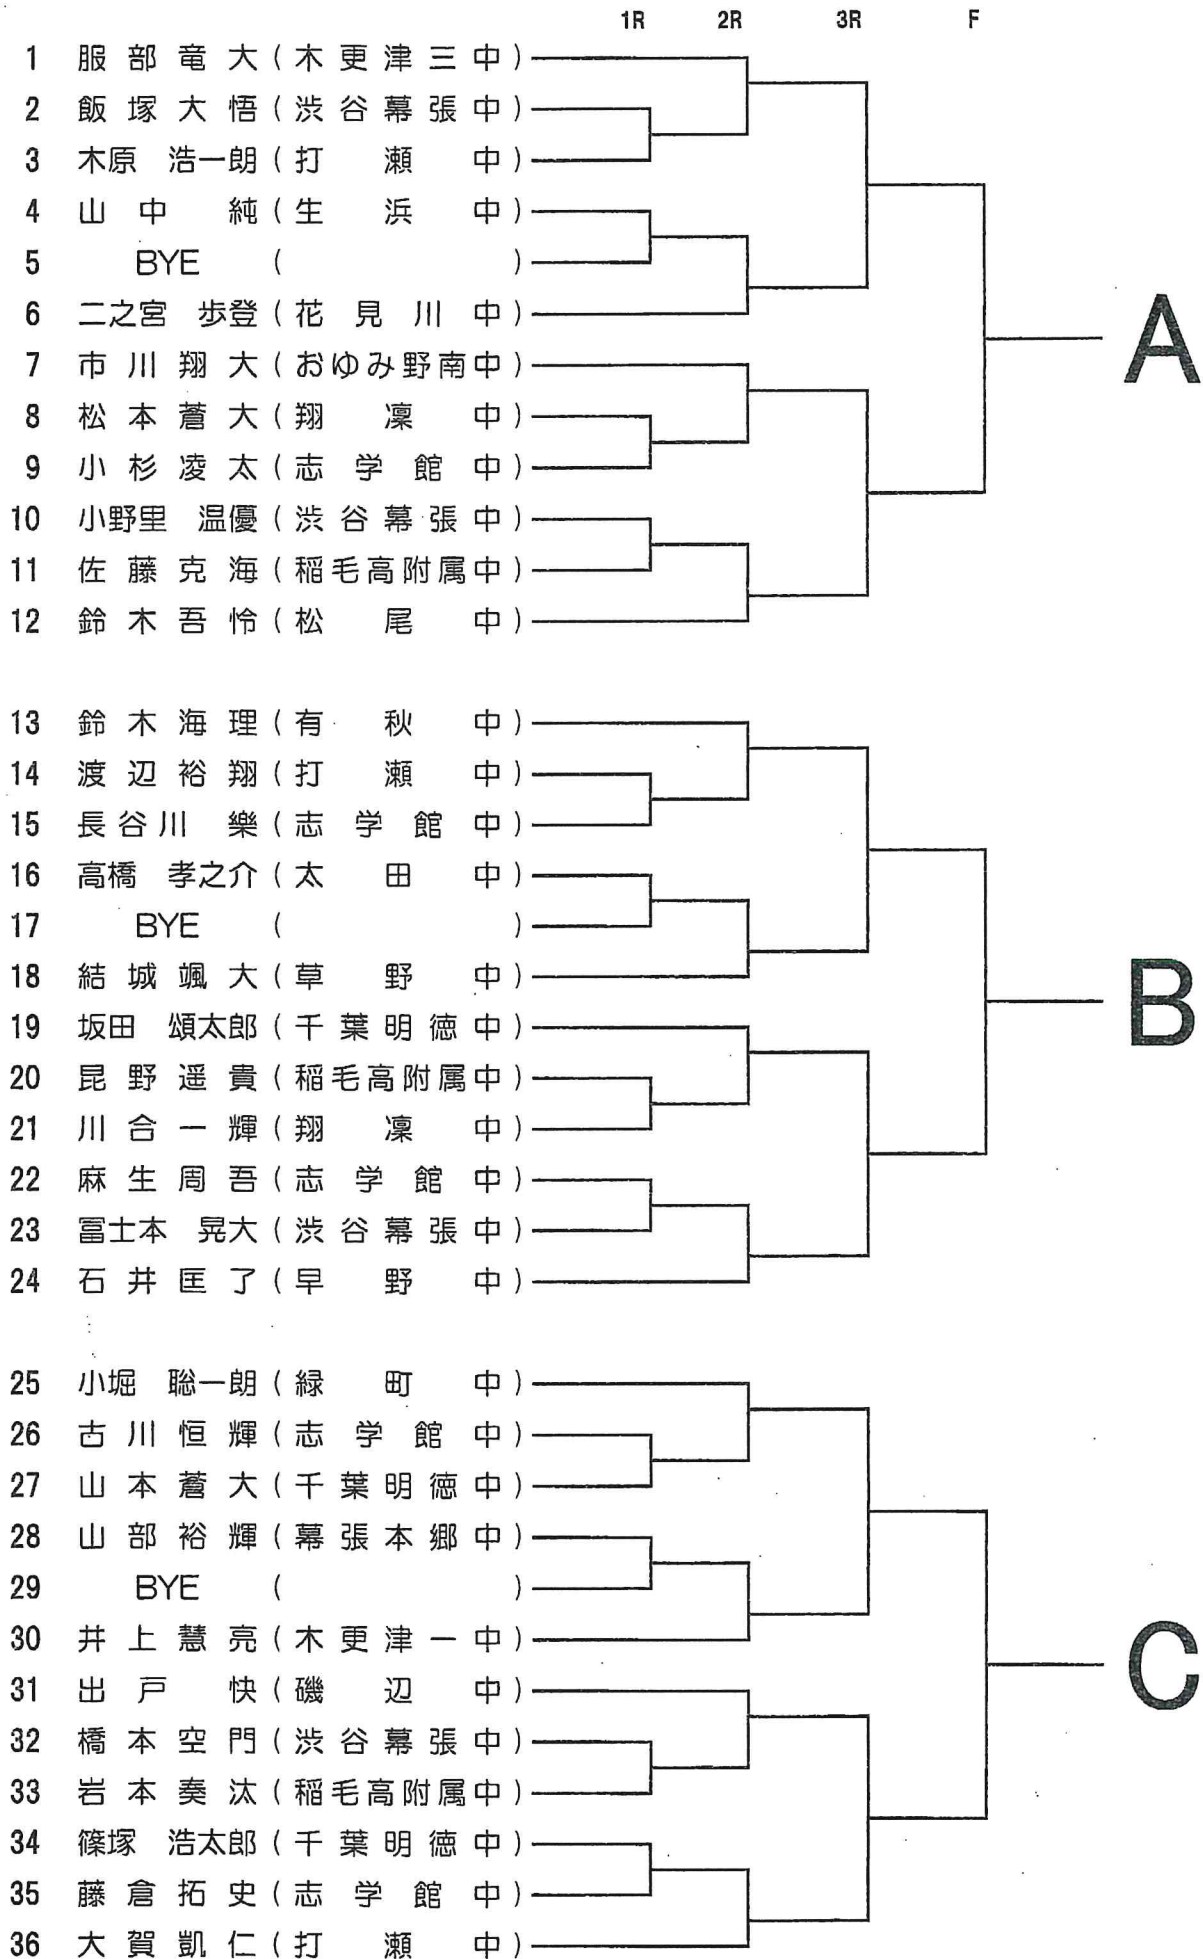 1R 2R 3R F
1 服部竜大(木更津三中)
2 飯塚大悟(渋谷幕張中)
3 木原 浩一朗(打瀬中)
4 山中 純(生浜中)
5 BYE ( )
6 二之宮 歩登(花見川中)
A
7 市川翔大(おゆみ野南中)
8 松本蒼大(翔凜中)
9 小杉凌太(志学館中)
10 小野里 温優(渋谷幕張中)
11 佐藤克海(稲毛高附属中)
12 鈴木吾怜(松尾中)
13 鈴木海理(有秋中)
14 渡辺裕翔(打瀬中)
15 長谷川 樂(志学館中)
16 高橋 孝之介(太田中)
17 BYE ( )
18 結城颯大(草野中)
B
19 坂田 頌太郎(千葉明徳中)
20 昆野遥貴(稲毛高附属中)
21 川合一輝(翔凜中)
22 麻生周吾(志学館中)
23 冨士本 晃大(渋谷幕張中)
24 石井匡了(早野中)
25 小堀 聡一朗(緑町中)
26 古川恒輝(志学館中)
27 山本蒼大(千葉明徳中)
28 山部裕輝(幕張本郷中)
29 BYE ( )
30 井上慧亮(木更津一中)
C
31 出戸 快(磯辺中)
32 橋本空門(渋谷幕張中)
33 岩本奏汰(稲毛高附属中)
34 篠塚 浩太郎(千葉明徳中)
35 藤倉拓史(志学館中)
36 大賀凱仁(打瀬中)